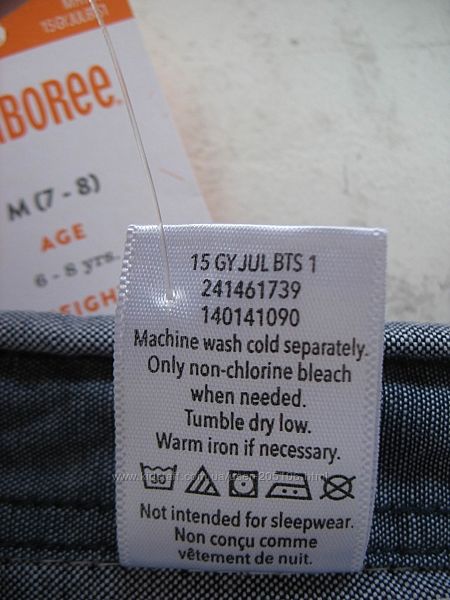 15GYJULBTS1
BOREE
M (7 - 8)
AGE
6 - 8 yrs.
EIGH
15 GY JUL BTS 1
241461739
140141090
Machine wash cold separately.
Only non-chlorine bleach
when needed.
Tumble dry low.
Warm iron if necessary.
Not intended for sleepwear.
Non conçu comme
vêtement de nuit.